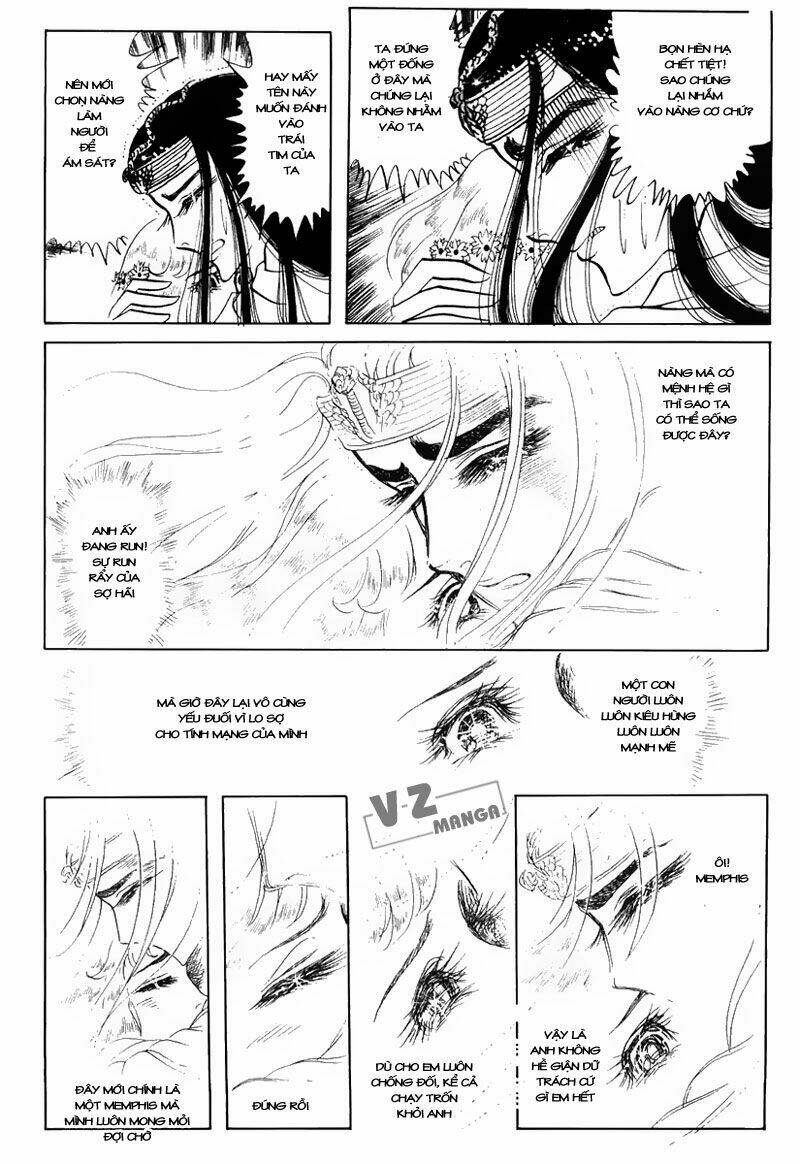 BỌN HÈN HẠ
CHẾT TIỆT!
SAO CHÚNG
LẠI NHẮM
VÀO NÀNG CƠ CHỨ?
TA ĐỨNG
MỘT ĐỐNG
Ở ĐÂY MÀ
CHÚNG LẠI
KHÔNG NHẰM
VÀO TA
HAY MẤY
TÊN NÀY
MUỐN ĐÁNH
VÀO
TRÁI
TIM CỦA
TA
NÊN MỚI
CHỌN NÀNG
LÀM
NGƯỜI
ĐỂ
ÁM SÁT?
NÀNG MÀ CÓ
MỆNH HỆ GÌ
THÌ SAO TA
CÓ THỂ SỐNG
ĐƯỢC ĐÂY?
ANH ẤY
ĐANG RUN!
SỰ RUN
RẨY CỦA
SỢ HÃI
MỘT CON
NGƯỜI LUÔN
LUÔN KIÊU HÙNG
LUÔN LUÔN
MẠNH MẼ
MÀ GIỜ ĐÂY LẠI VÔ CÙNG
YẾU ĐUỐI VÌ LO SỢ
CHO TÍNH MẠNG CỦA MÌNH
V-Z
MANGA
ÔI!
MEMPHIS
VẬY LÀ
ANH KHÔNG
HỀ GIẬN DỮ
TRÁCH CỨ
GÌ EM HẾT
DÙ CHO EM LUÔN
CHỐNG ĐỐI, KỂ CẢ
CHẠY TRỐN
KHỎI ANH
ĐÚNG RỒI
ĐÂY MỚI CHÍNH LÀ
MỘT MEMPHIS MÀ
MÌNH LUÔN MONG MỎI
ĐỢI CHỜ